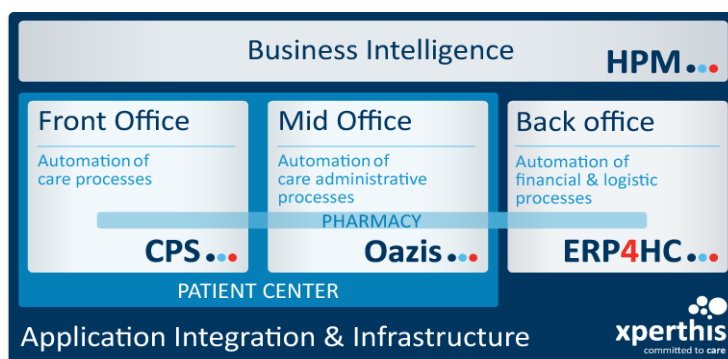 Business Intelligence
HPM
Front Office
Automation of
care processes
CPS
Mid Office
Automation of
care administrative
processes
Oazis
Back office
Automation of
financial & logistic
processes
ERP4HC
PHARMACY
PATIENT CENTER
Application Integration & Infrastructure
xperthis
committed to care